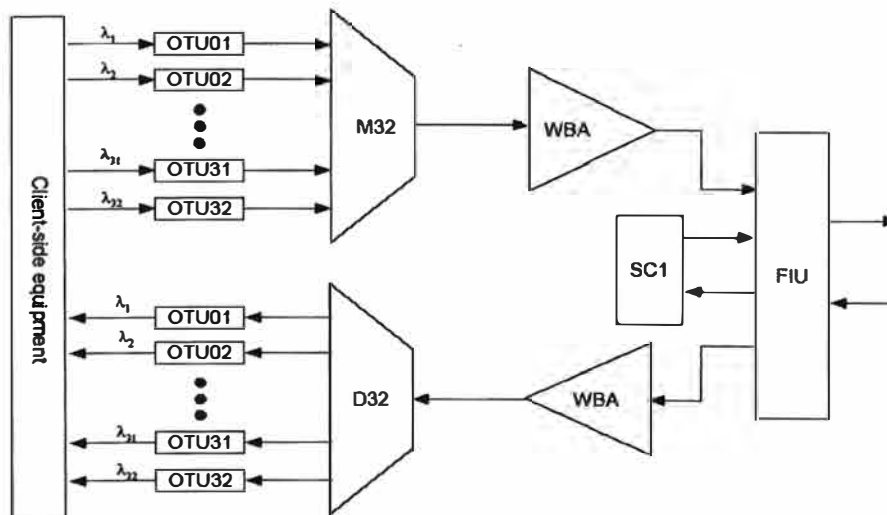 Client-side equipment
λ1
OTU01
λ2
OTU02
λ31
OTU31
λ32
OTU32
M32
WBA
SC1
FIU
λ1
OTU01
λ2
OTU02
λ31
OTU31
λ32
OTU32
D32
WBA